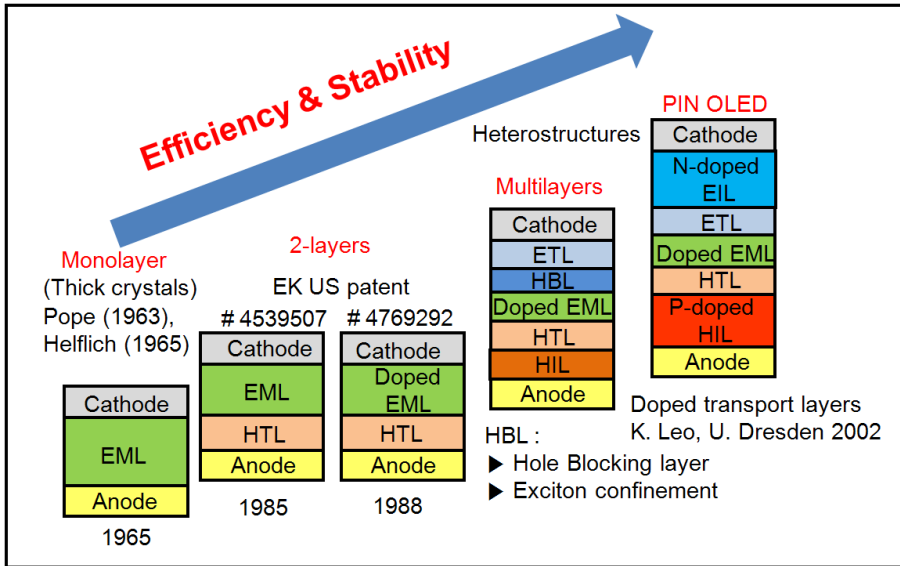 Efficiency & Stability
Monolayer
(Thick crystals)
Pope (1963),
Helflich (1965)
Cathode
EML
Anode
1965
2-layers
EK US patent
# 4539507
# 4769292
Cathode
EML
HTL
Anode
1985
Cathode
Doped
EML
HTL
Anode
1988
Heterostructures
Multilayers
Cathode
ETL
HBL
Doped EML
HTL
HIL
Anode
HBL :
▶ Hole Blocking layer
▶ Exciton confinement
PIN OLED
Cathode
N-doped
EIL
ETL
Doped EML
HTL
P-doped
HIL
Anode
Doped transport layers
K. Leo, U. Dresden 2002